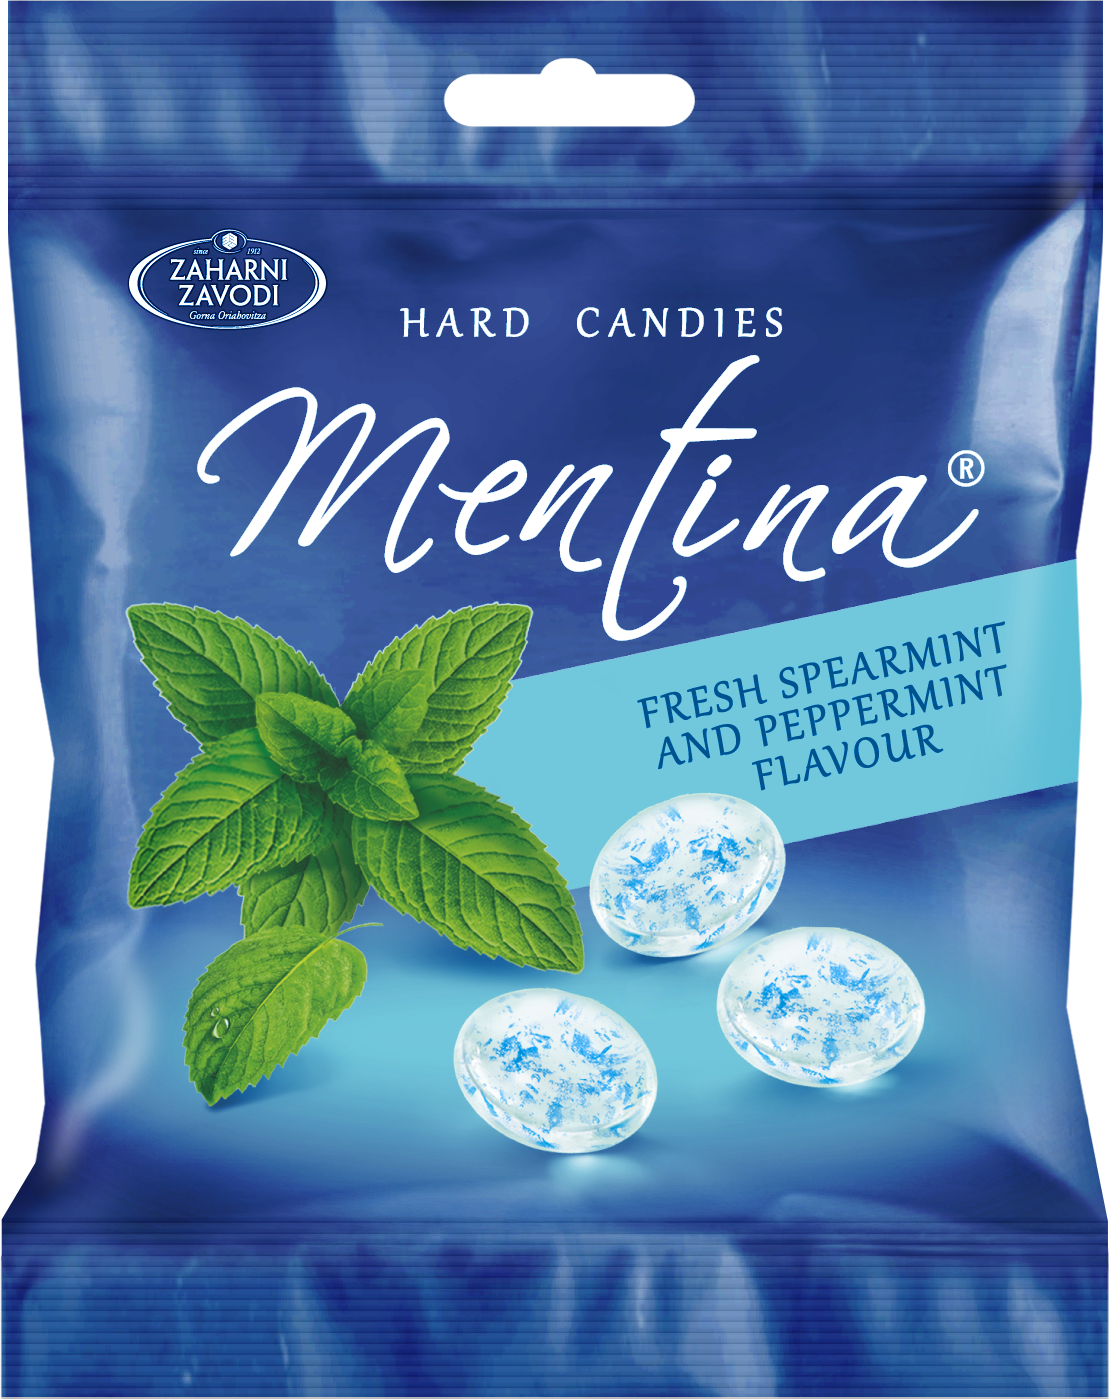 since 1912
ZAHARNI
ZAVODI
Gorna Oriahovitza
HARD CANDIES
Mentina®
FRESH SPEARMINT
AND PEPPERMINT
FLAVOUR